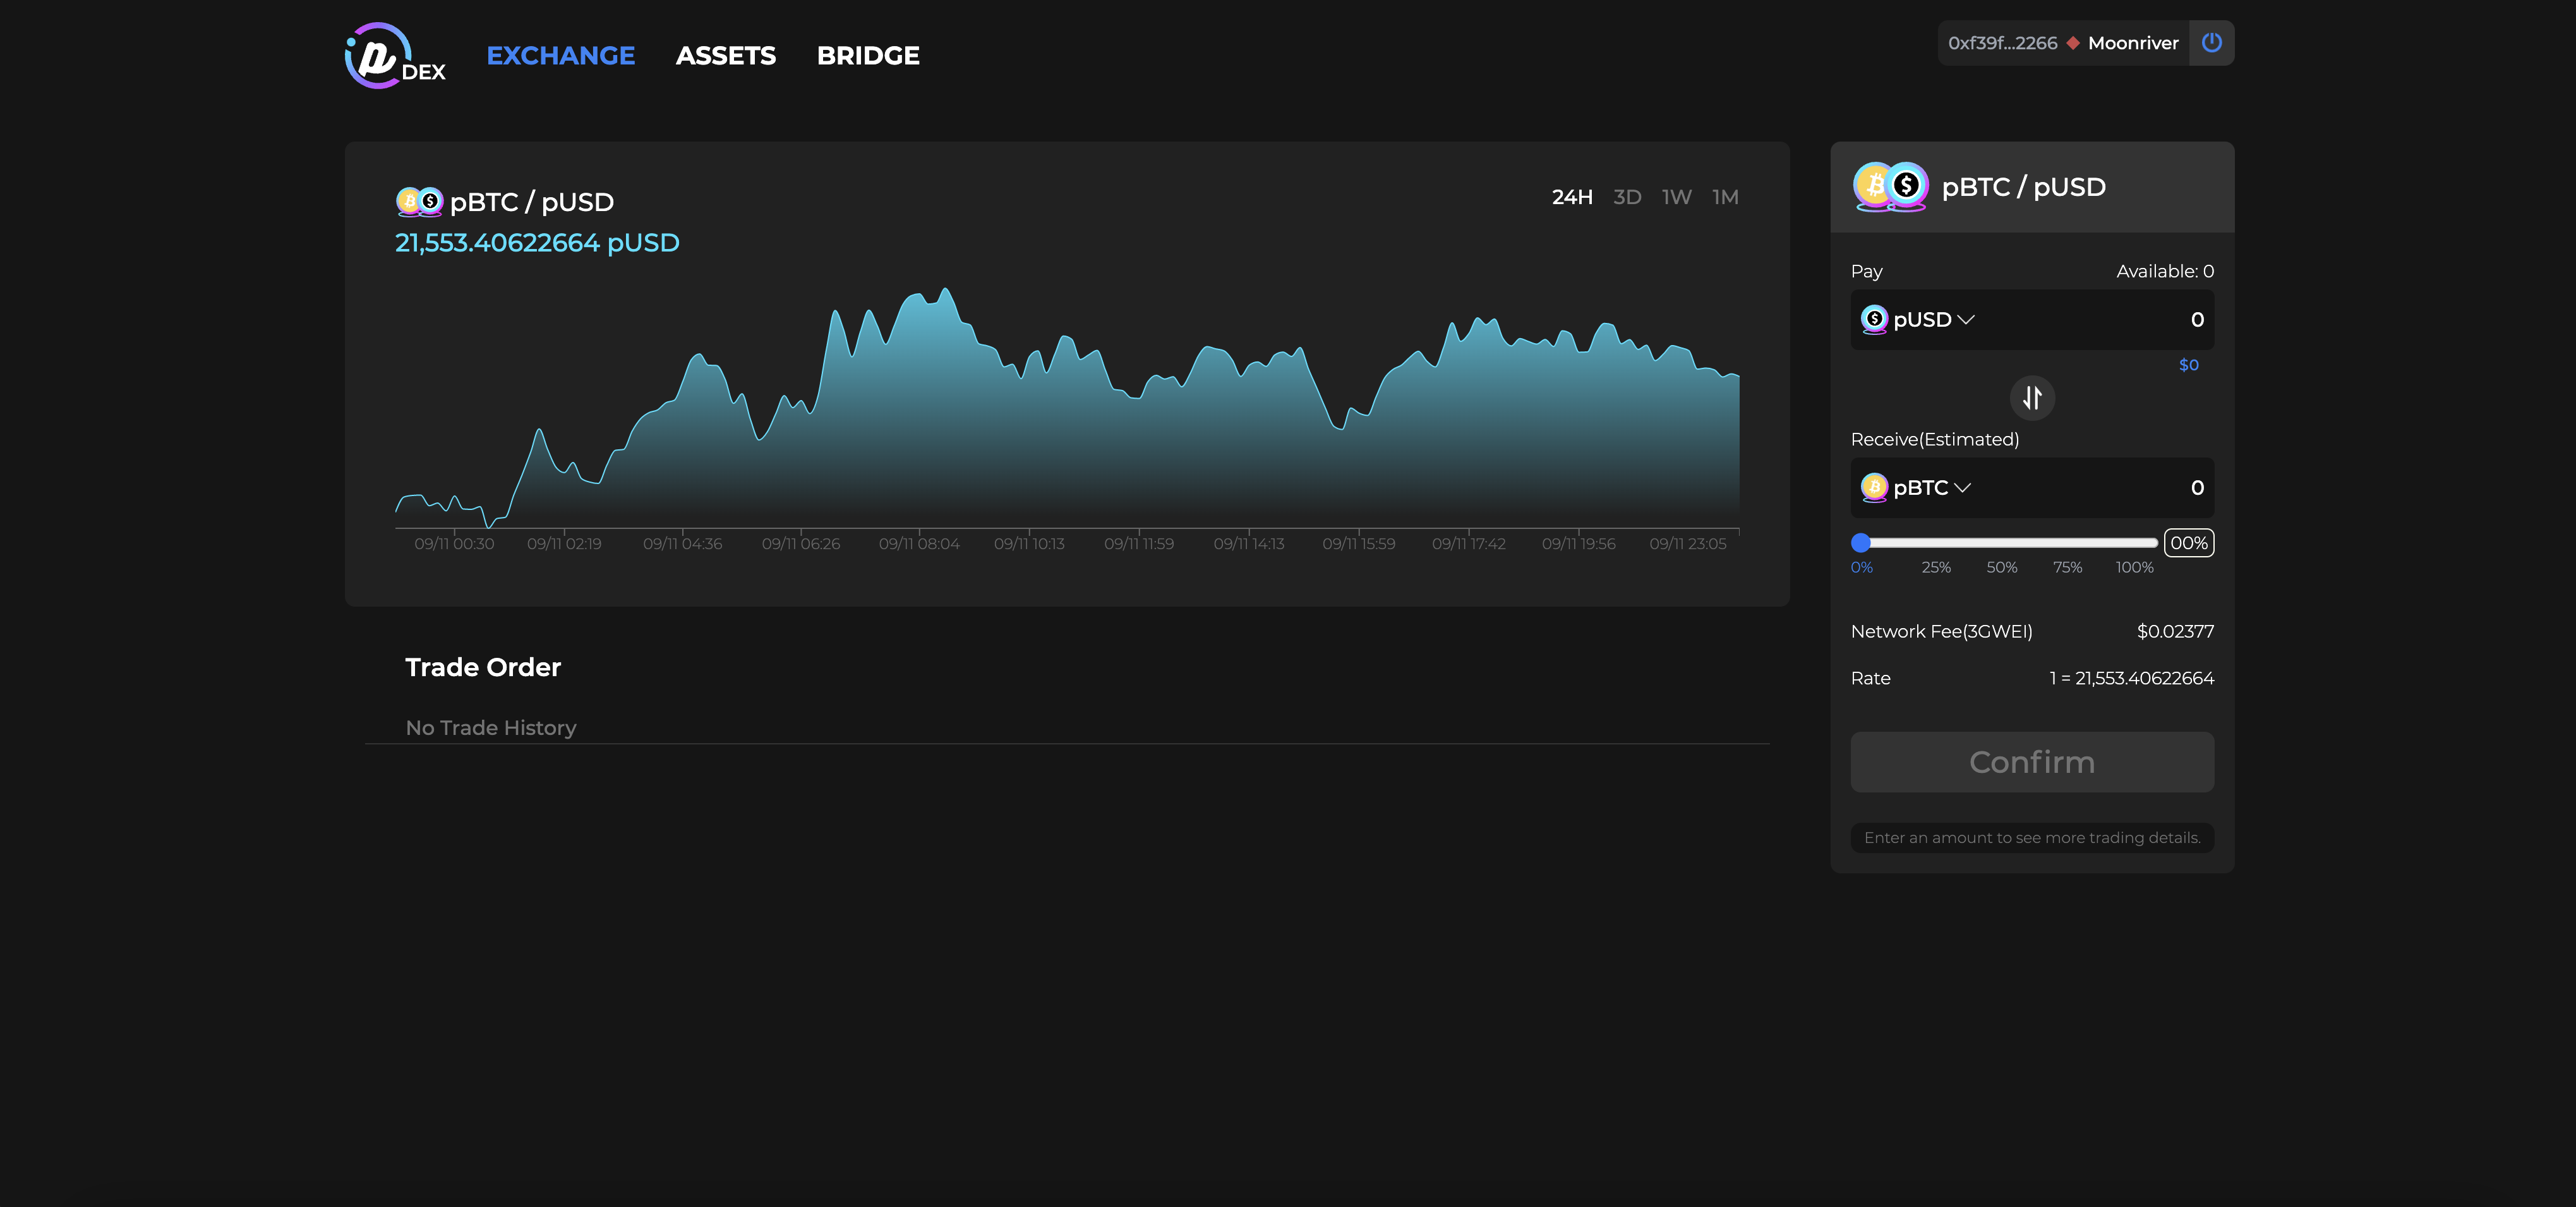 p DEX
EXCHANGE ASSETS BRIDGE
0xf39f...2266 Moonriver
pBTC / pUSD
21,553.40622664 pUSD
24H 3D 1W 1M
09/11 00:30 09/11 02:19 09/11 04:36 09/11 06:26 09/11 08:04 09/11 10:13 09/11 11:59 09/11 14:13 09/11 15:59 09/11 17:42 09/11 19:56 09/11 23:05
Trade Order
No Trade History
pBTC / pUSD
Pay Available: 0
pUSD 0
$0
Receive(Estimated)
pBTC 0
00%
0% 25% 50% 75% 100%
Network Fee(3GWEI) $0.02377
Rate 1 = 21,553.40622664
Confirm
Enter an amount to see more trading details.